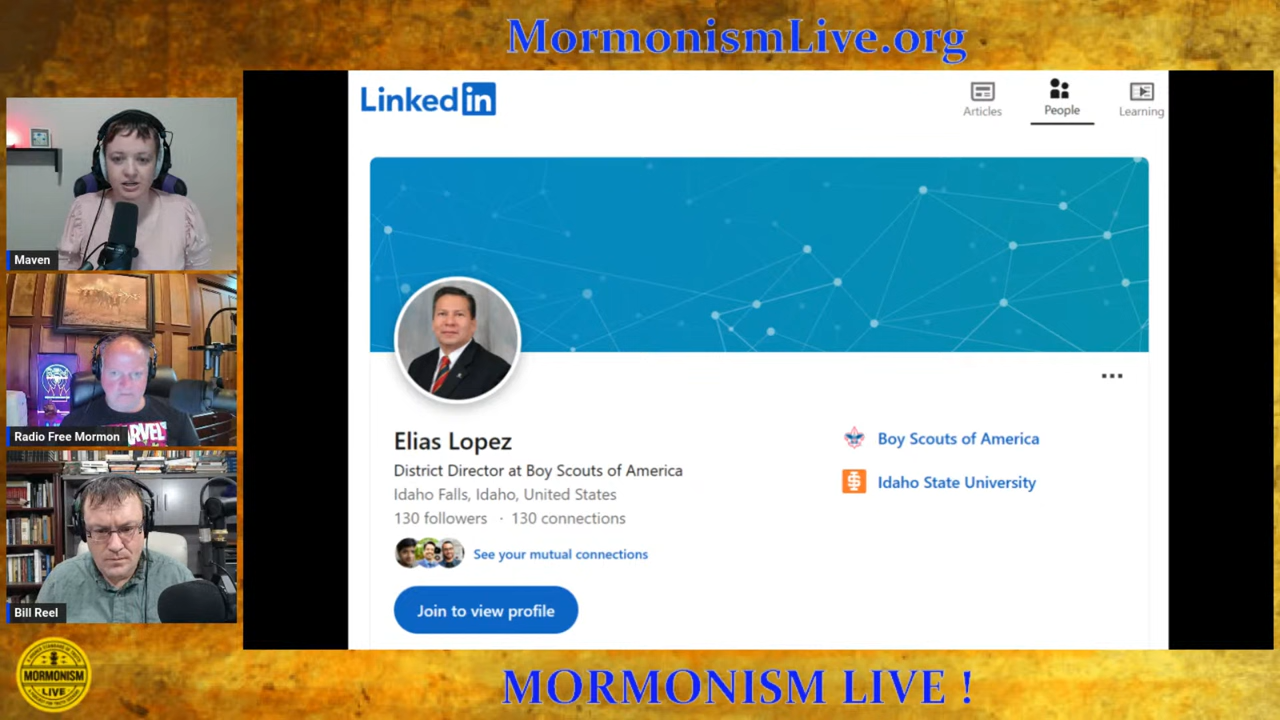 MormonismLive.org
Linked in
Articles
People
Learning
Elias Lopez
District Director at Boy Scouts of America
Idaho Falls, Idaho, United States
130 followers · 130 connections
See your mutual connections
Join to view profile
Boy Scouts of America
Idaho State University
Maven
MARVEL
Radio Free Mormon
Bill Reel
MORMONISM
LIVE
MORMONISM LIVE !